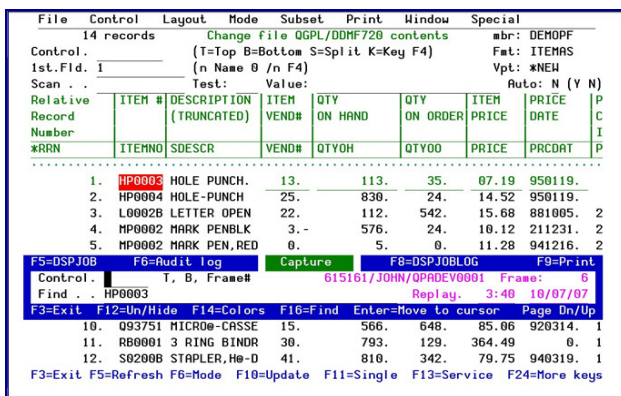 File Control Layout Mode Subset Print Window Special
14 records Change file QGPL/DDMF720 contents mbr: DEMOPF
Control. (T=Top B=Bottom S=Split K=Key F4) Fmt: ITEMAS
1st.Fld. 1 (n Name @ /n F4) Vpt: *NEW
Scan . . Test: Value: Auto: N (Y N)
Relative ITEM # DESCRIPTION ITEM QTY QTY ITEM PRICE P
Record (TRUNCATED) VEND# ON HAND ON ORDER PRICE DATE C
Number I
*RRN ITEMNO SDESCR VEND# QTYOH QTYOO PRICE PRCDAT P
1. HP0003 HOLE PUNCH. 13. 113. 35. 07.19 950119.
2. HP0004 HOLE-PUNCH 25. 830. 24. 14.52 950119.
3. L0002B LETTER OPEN 22. 112. 542. 15.68 881005. 2
4. MP0002 MARK PENBLK 3.- 576. 24. 10.12 211231. 2
5. MP0002 MARK PEN,RED 0. 5. 0. 11.28 941216. 2
F5=DSPJOB F6=Audit log Capture F8=DSPJOBLOG F9=Print
Control. T, B, Frame# 615161/JOHN/QPADEV0001 Frame: 6
Find . . HP0003 Replay. 3:40 10/07/07
F3=Exit F12=Un/Hide F14=Colors F16=Find Enter=Move to cursor Page Dn/Up
10. Q93751 MICRO@-CASSE 15. 566. 648. 85.06 920314. 1
11. RB0001 3 RING BINDR 30. 793. 129. 364.49 0. 1
12. S0200B STAPLER,H@-D 41. 810. 342. 79.75 940319. 1
F3=Exit F5=Refresh F6=Mode F10=Update F11=Single F13=Service F24=More keys